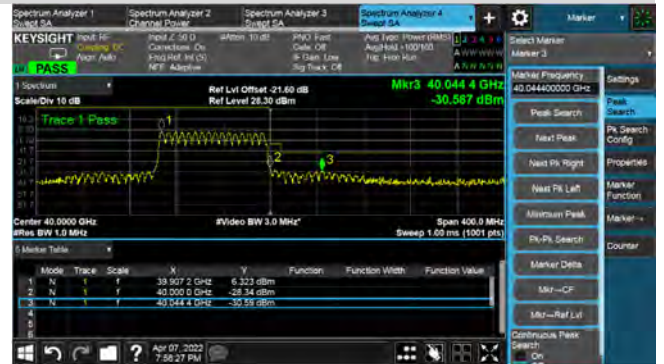 Spectrum Analyzer 1
Swept SA
Spectrum Analyzer 2
Channel Power
Spectrum Analyzer 3
Swept SA
Spectrum Analyzer 4
Swept SA
Marker
KEYSIGHT
Input: RF
Coupling: DC
Align: Auto
Input Z: 50 Ω
Corrections: On
Freq Ref: Int (S)
NFE: Adaptive
#Atten: 10 dB
PNO: Fast
Gate: Off
IF Gain: Low
Sig Track: Off
Avg Type: Power (RMS)
Avg|Hold: >100/100
Trig: Free Run
PASS
Select Marker
Marker 3
1 Spectrum
Scale/Div 10 dB
Ref Lvl Offset -21.60 dB
Ref Level 28.30 dBm
Mkr3 40.044 4 GHz
-30.587 dBm
Trace 1 Pass
1
2
3
Center 40.0000 GHz
#Res BW 1.0 MHz
#Video BW 3.0 MHz*
Span 400.0 MHz
Sweep 1.00 ms (1001 pts)
5 Marker Table
Mode Trace Scale X Y Function Function Width Function Value
1 N 1 f 39.907 2 GHz 6.323 dBm
2 N 1 f 40.000 0 GHz -28.34 dBm
3 N 1 f 40.044 4 GHz -30.59 dBm
4
5
6
Apr 07, 2022
7:58:27 PM
Marker Frequency
40.044400000 GHz
Peak Search
Next Peak
Next Pk Right
Next Pk Left
Minimum Peak
Pk-Pk Search
Marker Delta
Mkr→CF
Mkr→Ref Lvl
Continuous Peak
Search
On
Settings
Peak
Search
Pk Search
Config
Properties
Marker
Function
Marker→
Counter